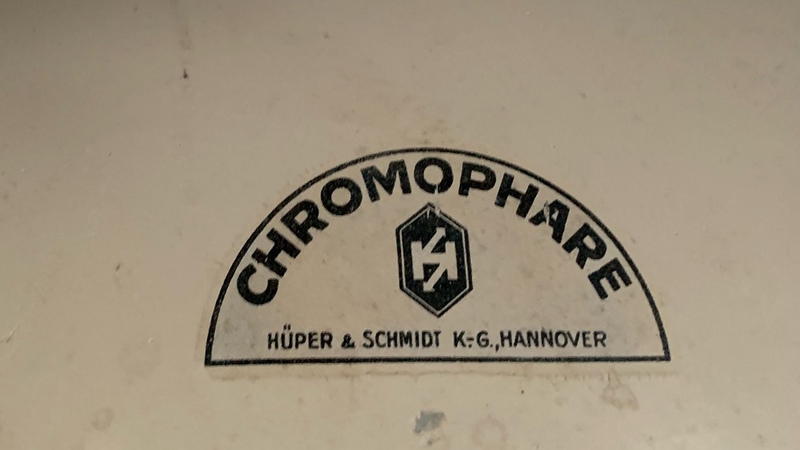 CHROMOPHARE
HÜPER & SCHMIDT K.-G., HANNOVER